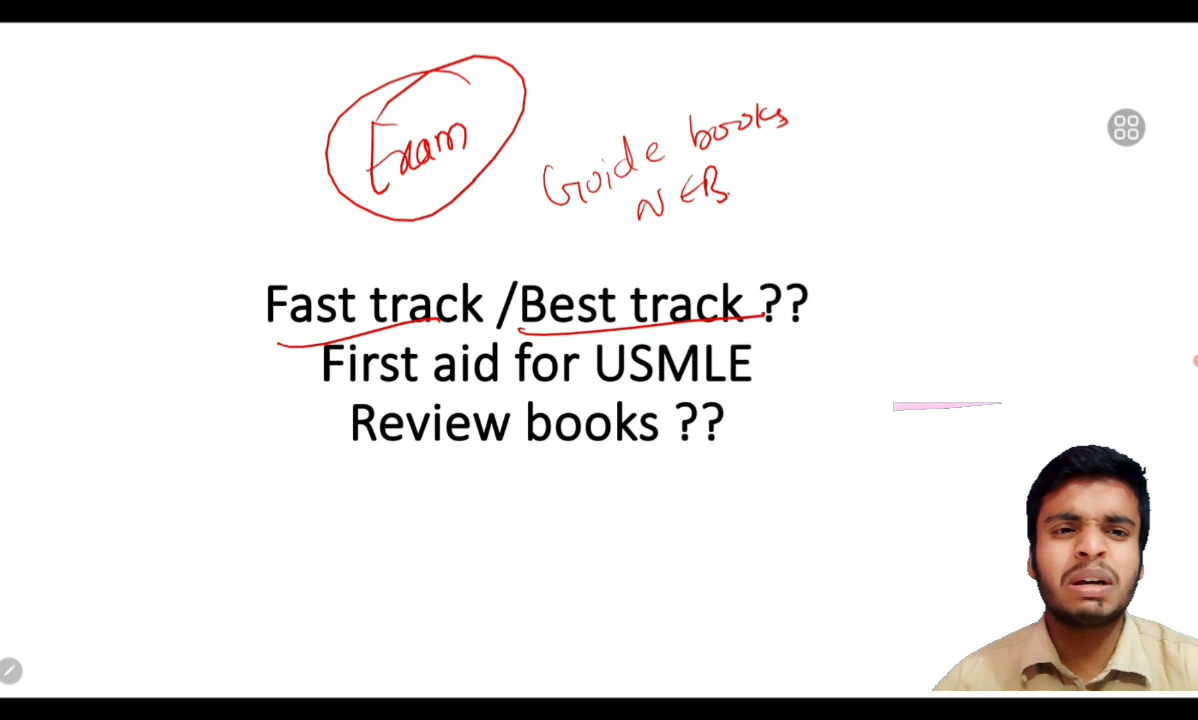 Exam
Guide books
NEB
Fast track /Best track ??
First aid for USMLE
Review books ??